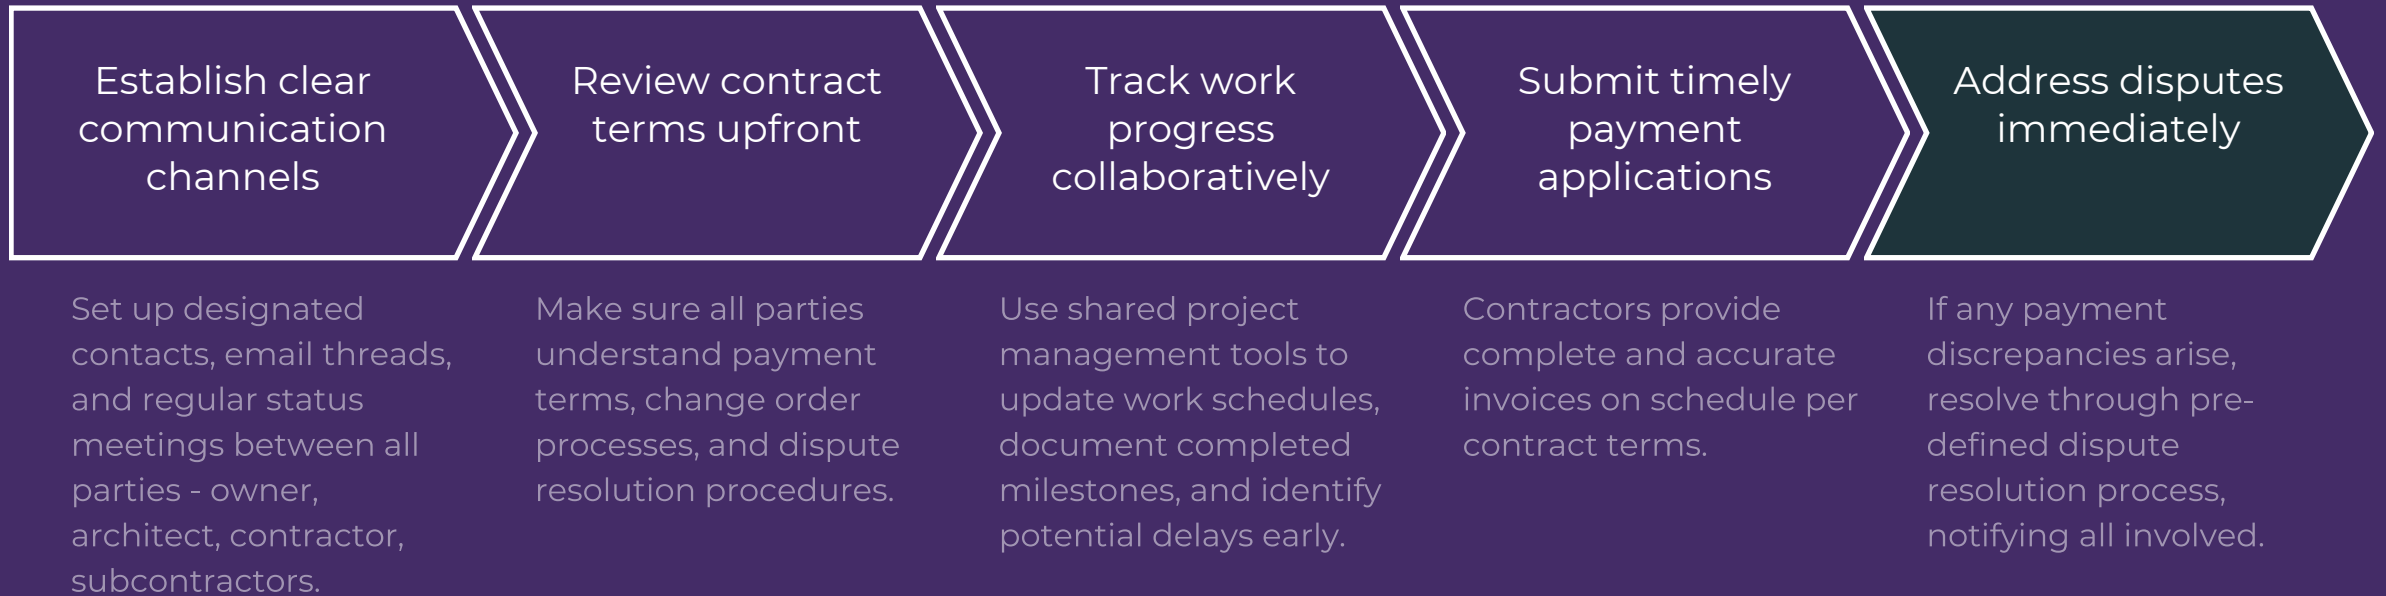 Establish clear
communication
channels
Set up designated
contacts, email threads,
and regular status
meetings between all
parties - owner,
architect, contractor,
subcontractors.
Review contract
terms upfront
Make sure all parties
understand payment
terms, change order
processes, and dispute
resolution procedures.
Track work
progress
collaboratively
Use shared project
management tools to
update work schedules,
document completed
milestones, and identify
potential delays early.
Submit timely
payment
applications
Contractors provide
complete and accurate
invoices on schedule per
contract terms.
Address disputes
immediately
If any payment
discrepancies arise,
resolve through pre-
defined dispute
resolution process,
notifying all involved.